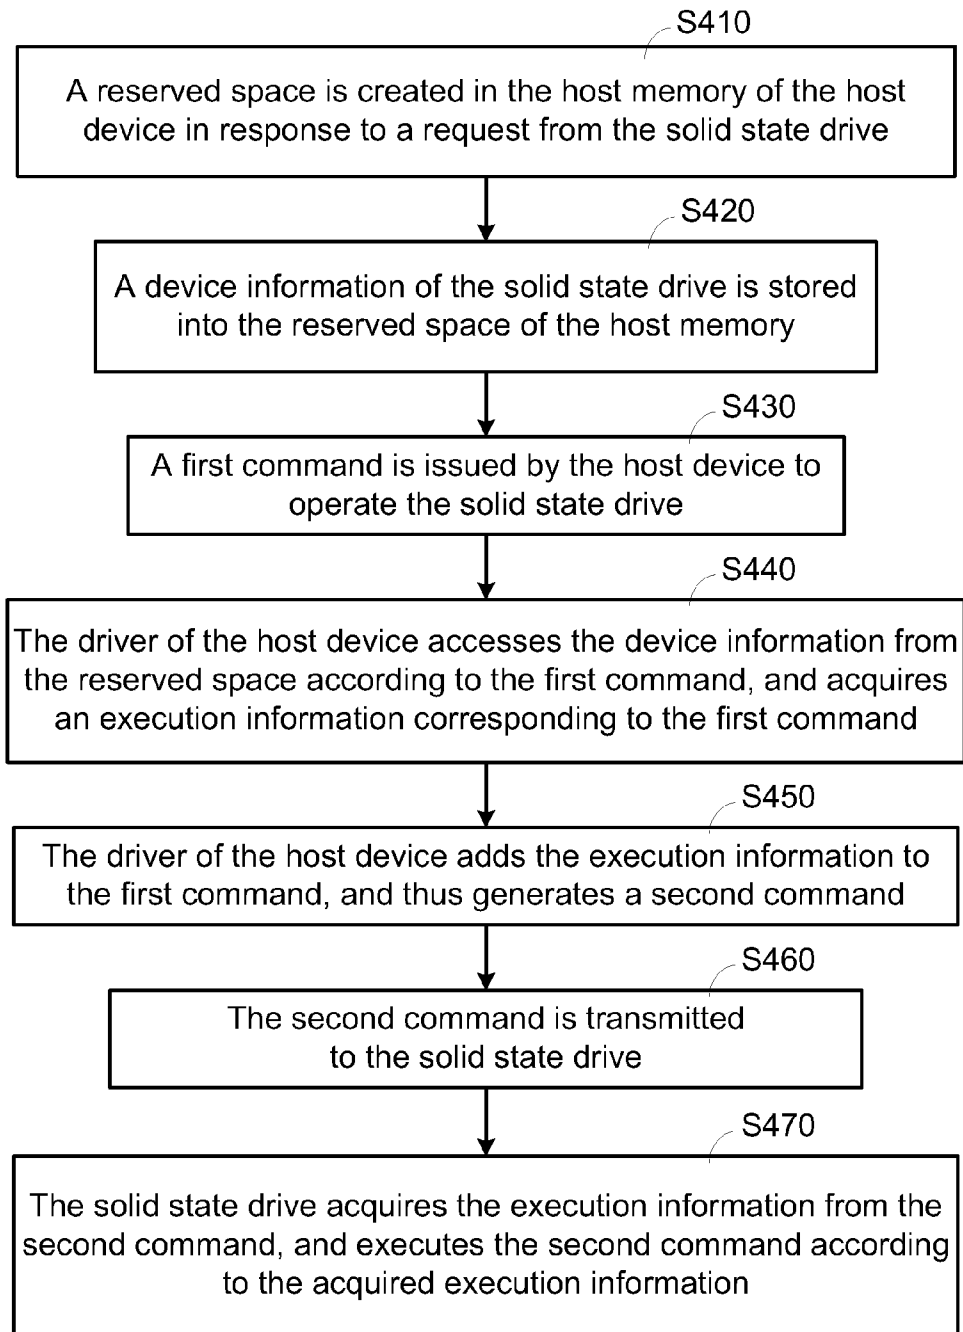 S410
A reserved space is created in the host memory of the host
device in response to a request from the solid state drive
S420
A device information of the solid state drive is stored
into the reserved space of the host memory
S430
A first command is issued by the host device to
operate the solid state drive
S440
The driver of the host device accesses the device information from
the reserved space according to the first command, and acquires
an execution information corresponding to the first command
S450
The driver of the host device adds the execution information to
the first command, and thus generates a second command
S460
The second command is transmitted
to the solid state drive
S470
The solid state drive acquires the execution information from the
second command, and executes the second command according
to the acquired execution information